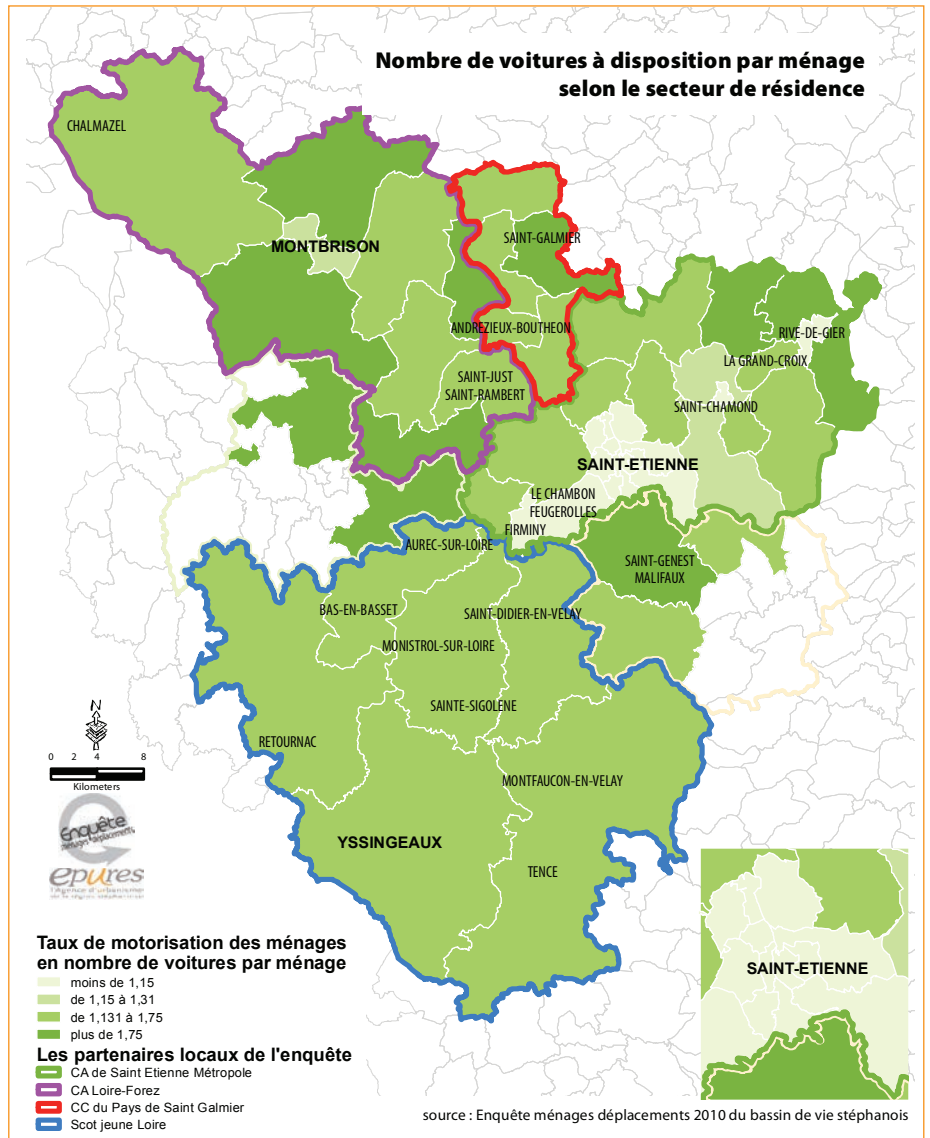 Nombre de voitures à disposition par ménage
selon le secteur de résidence
CHALMAZEL
MONTBRISON
SAINT-GALMIER
ANDREZIEUX-BOUTHEON
RIVE-DE-GIER
LA GRAND-CROIX
SAINT-JUST
SAINT-RAMBERT
SAINT-CHAMOND
SAINT-ETIENNE
LE CHAMBON
FEUGEROLLES
FIRMINY
AUREC-SUR-LOIRE
SAINT-GENEST
MALIFAUX
BAS-EN-BASSET
SAINT-DIDIER-EN-VELAY
MONISTROL-SUR-LOIRE
SAINTE-SIGOLÈNE
RETOURNAC
MONTFAUCON-EN-VELAY
YSSINGEAUX
TENCE
N
0 2 4 8
Kilometers
Enquête
ménages déplacements
epures
l'agence d'urbanisme
SAINT-ETIENNE
Taux de motorisation des ménages
en nombre de voitures par ménage
moins de 1,15
de 1,15 à 1,31
de 1,131 à 1,75
plus de 1,75
Les partenaires locaux de l'enquête
CA de Saint Etienne Métropole
CA Loire-Forez
CC du Pays de Saint Galmier
Scot jeune Loire
source : Enquête ménages déplacements 2010 du bassin de vie stéphanois